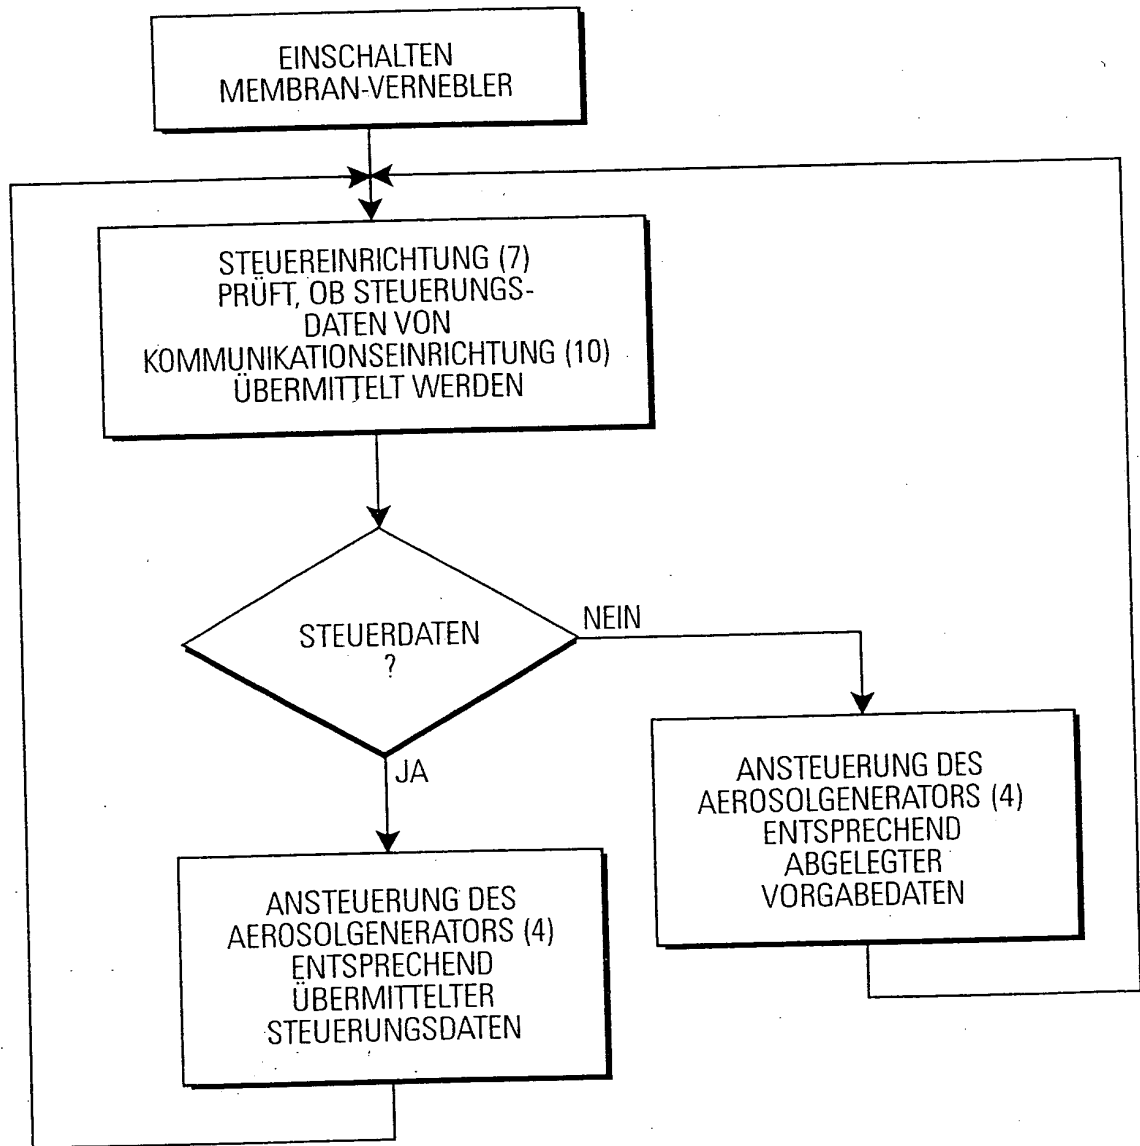 EINSCHALTEN
MEMBRAN-VERNEBLER
STEUEREINRICHTUNG (7)
PRÜFT, OB STEUERUNGS-
DATEN VON
KOMMUNIKATIONSEINRICHTUNG (10)
ÜBERMITTELT WERDEN
STEUERDATEN
?
NEIN
JA
ANSTEUERUNG DES
AEROSOLGENERATORS (4)
ENTSPRECHEND
ABGELEGTER
VORGABEDATEN
ANSTEUERUNG DES
AEROSOLGENERATORS (4)
ENTSPRECHEND
ÜBERMITTELTER
STEUERUNGSDATEN